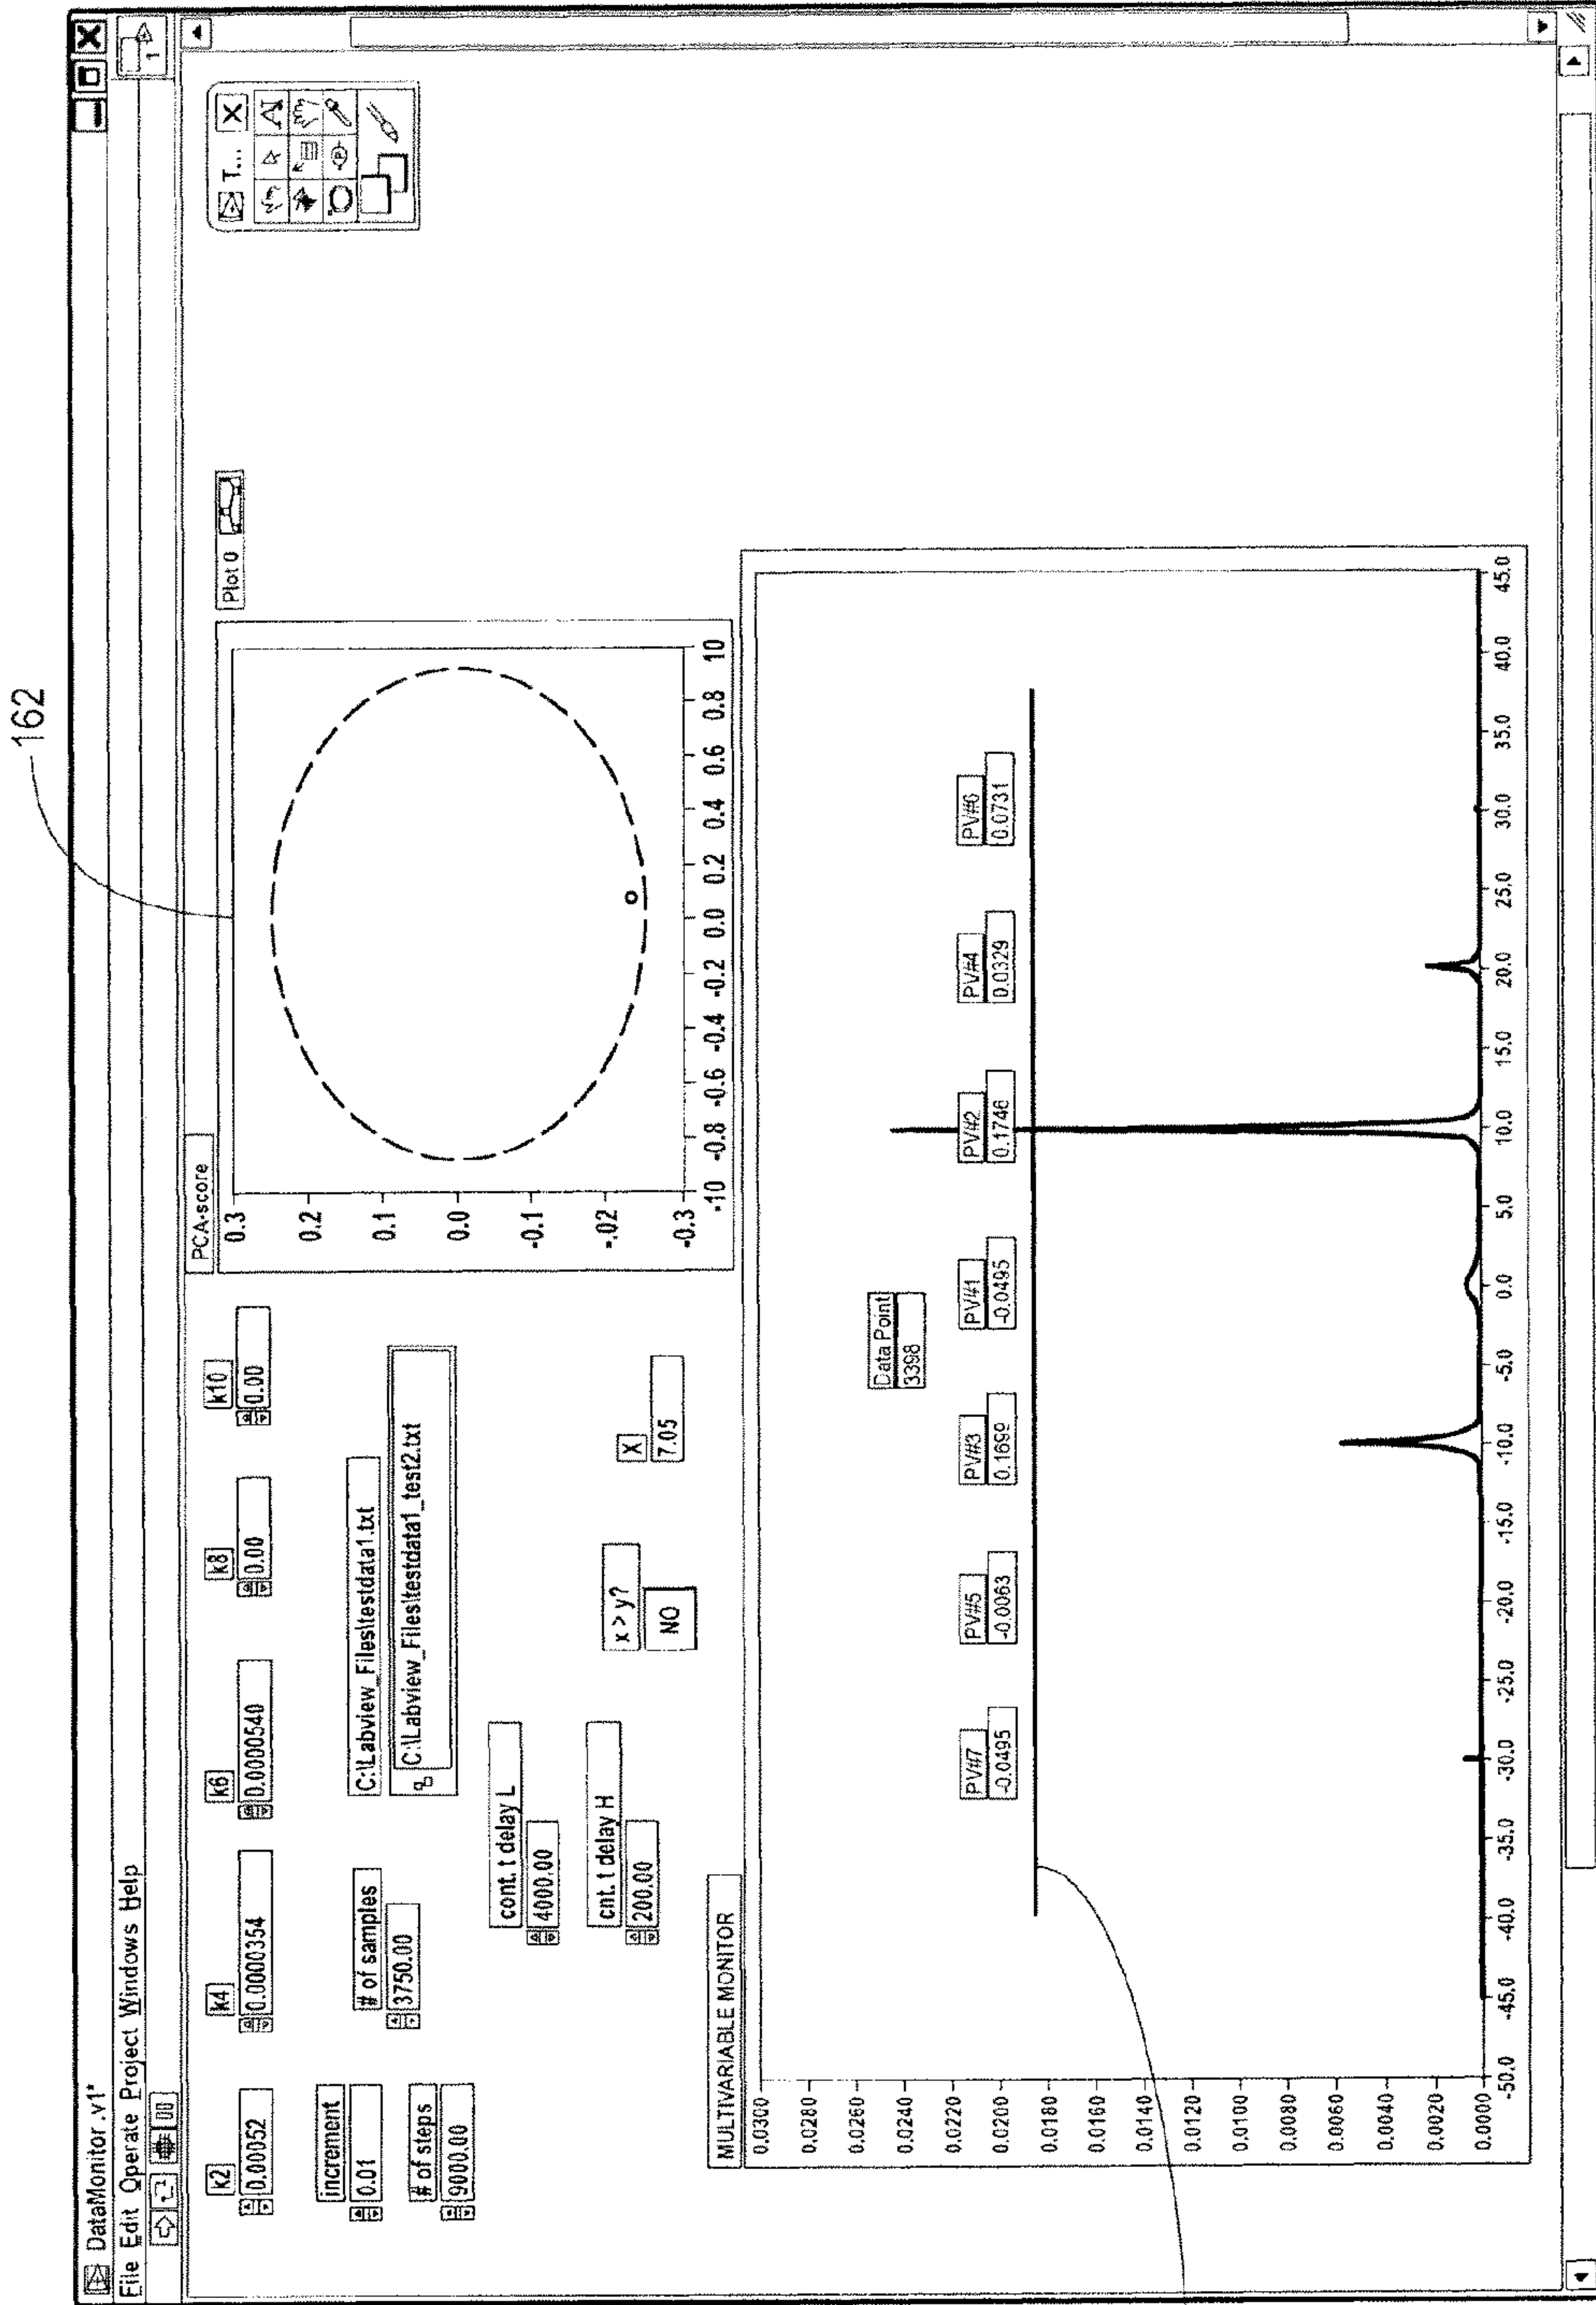 162
DataMonitor .v1*
File Edit Operate Project Windows Help
1
k2
0.00052
k4
0.0000354
k6
0.0000540
k8
0.00
k10
0.00
increment
0.01
# of samples
3750.00
C:\Labview_Files\testdata1.txt
C:\Labview_Files\testdata1_test2.txt
# of steps
9000.00
cont. t delay L
4000.00
cnt. t delay H
200.00
x > y?
NO
X
7.05
PCA-score
Plot 0
0.3
0.2
0.1
0.0
-0.1
-.02
-0.3
-10 -0.8 -0.6 -0.4 -0.2 0.0 0.2 0.4 0.6 0.8 10
T...
MULTIVARIABLE MONITOR
Data Point
3398
PV#7 PV#5 PV#3 PV#1 PV#2 PV#4 PV#6
-0.0495 -0.0063 0.1699 -0.0495 0.1746 0.0329 0.0731
0.0300
0.0280
0.0260
0.0240
0.0220
0.0200
0.0180
0.0160
0.0140
0.0120
0.0100
0.0080
0.0060
0.0040
0.0020
0.0000
-50.0 -45.0 -40.0 -35.0 -30.0 -25.0 -20.0 -15.0 -10.0 -5.0 0.0 5.0 10.0 15.0 20.0 25.0 30.0 35.0 40.0 45.0